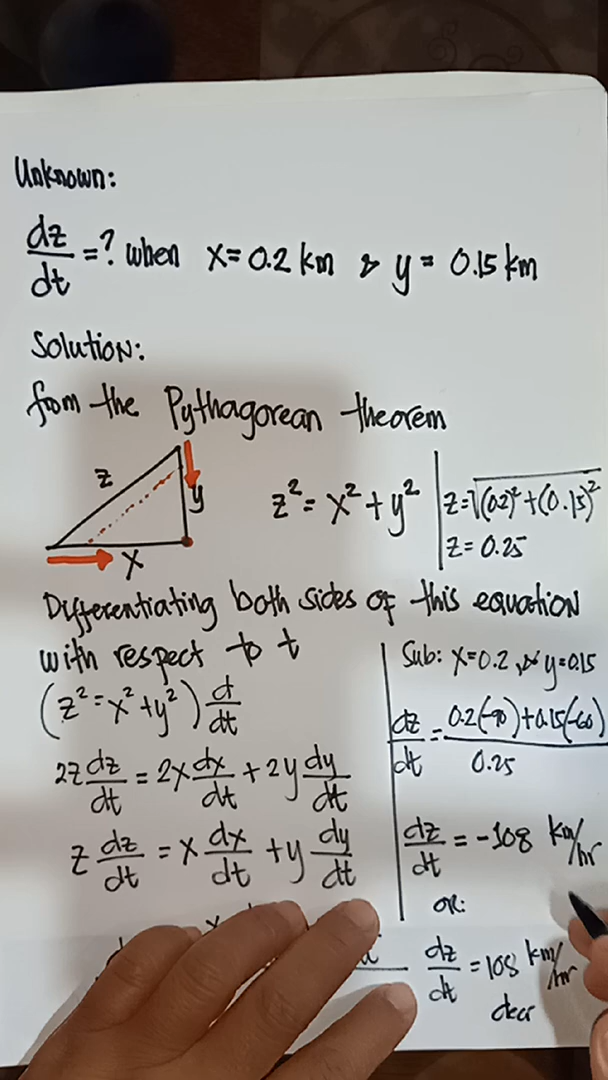 Unknown:
dz/dt = ? when x = 0.2 km & y = 0.15 km
Solution:
from the Pythagorean theorem
z
y
x
z² = x² + y²
z = √(0.2)² + (0.15)²
z = 0.25
Differentiating both sides of this equation
with respect to t
(z² = x² + y²) d/dt
2z dz/dt = 2x dx/dt + 2y dy/dt
z dz/dt = x dx/dt + y dy/dt
Sub: x = 0.2 & y = 0.15
dz/dt = 0.2(-90) + 0.15(-60) / 0.25
dz/dt = -108 km/hr
or:
dz/dt = 108 km/hr
decr